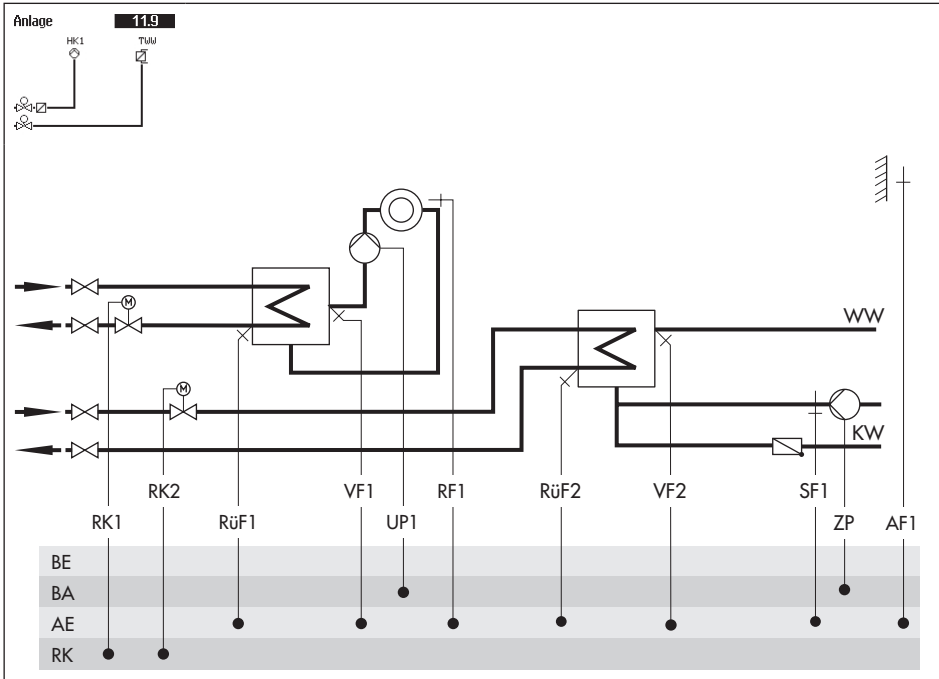 Anlage 11.9
HK1 TWW
M
M
WW
KW
RK2 VF1 RF1 RüF2 VF2 SF1
RK1 RüF1 UP1 ZP AF1
BE
BA
AE
RK